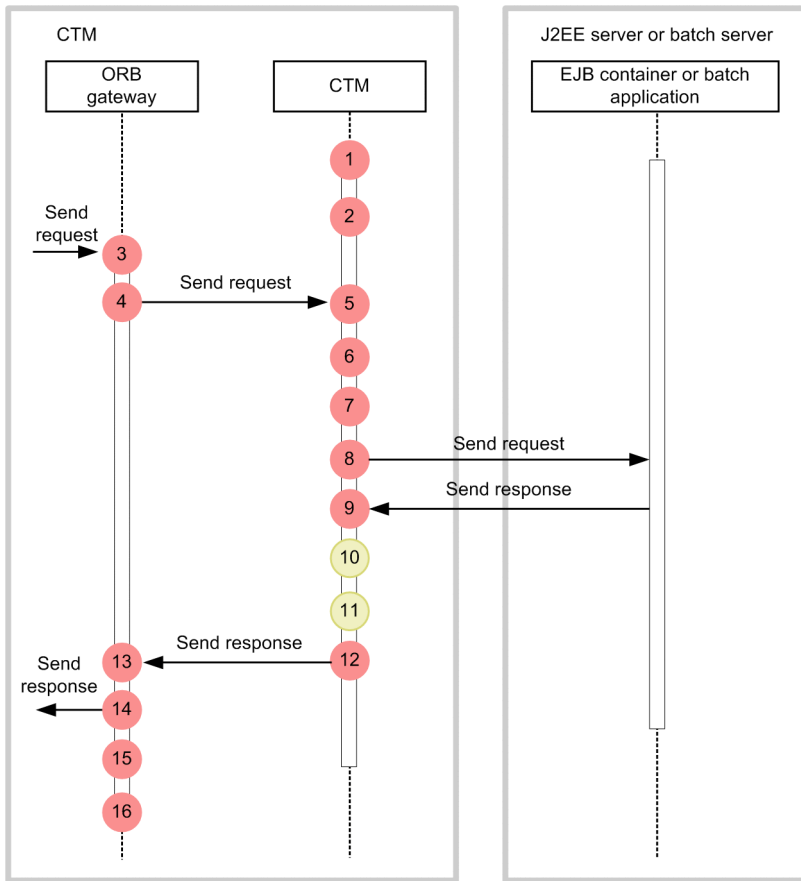 CTM
J2EE server or batch server
ORB
gateway
CTM
EJB container or batch
application
1
2
Send
request
3
4
Send request
5
6
7
8
Send request
Send response
9
10
11
Send response
12
13
Send
response
14
15
16